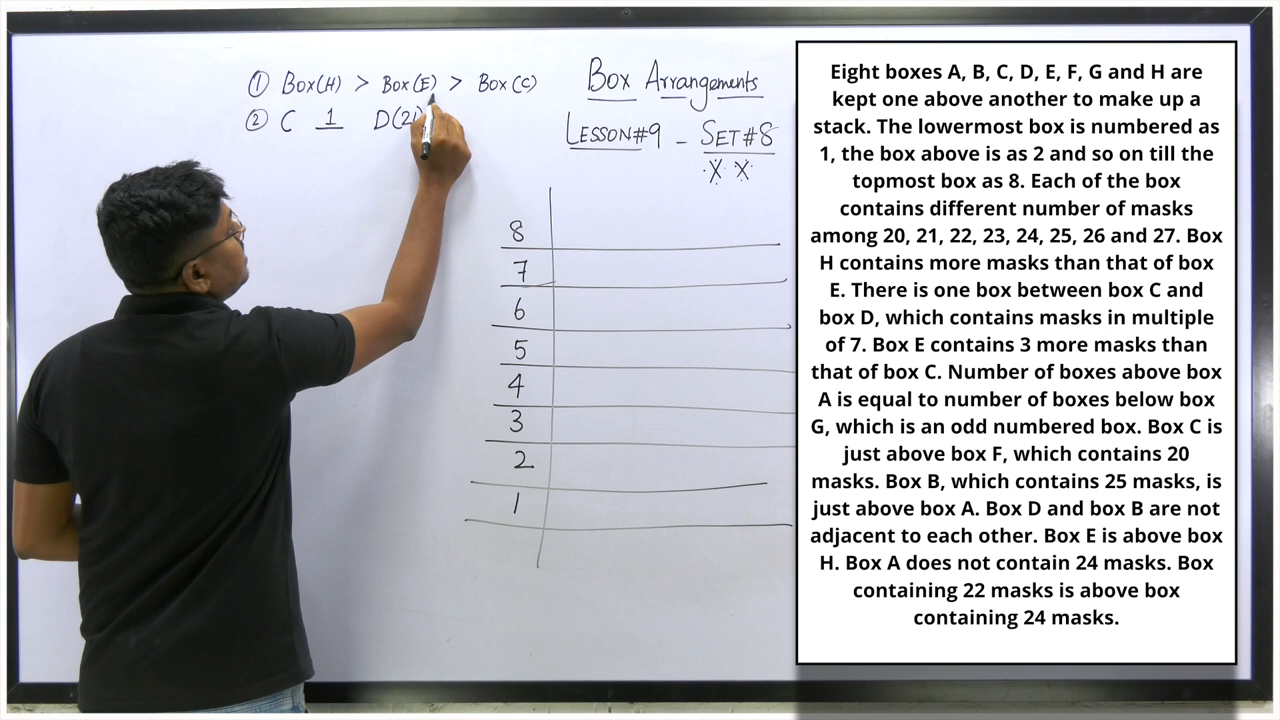 ① Box(H) > Box(E) > Box(C)
② C 1 D(21)
Box Arrangements
LESSON#9 - SET#8
8
7
6
5
4
3
2
1
Eight boxes A, B, C, D, E, F, G and H are
kept one above another to make up a
stack. The lowermost box is numbered as
1, the box above is as 2 and so on till the
topmost box as 8. Each of the box
contains different number of masks
among 20, 21, 22, 23, 24, 25, 26 and 27. Box
H contains more masks than that of box
E. There is one box between box C and
box D, which contains masks in multiple
of 7. Box E contains 3 more masks than
that of box C. Number of boxes above box
A is equal to number of boxes below box
G, which is an odd numbered box. Box C is
just above box F, which contains 20
masks. Box B, which contains 25 masks, is
just above box A. Box D and box B are not
adjacent to each other. Box E is above box
H. Box A does not contain 24 masks. Box
containing 22 masks is above box
containing 24 masks.